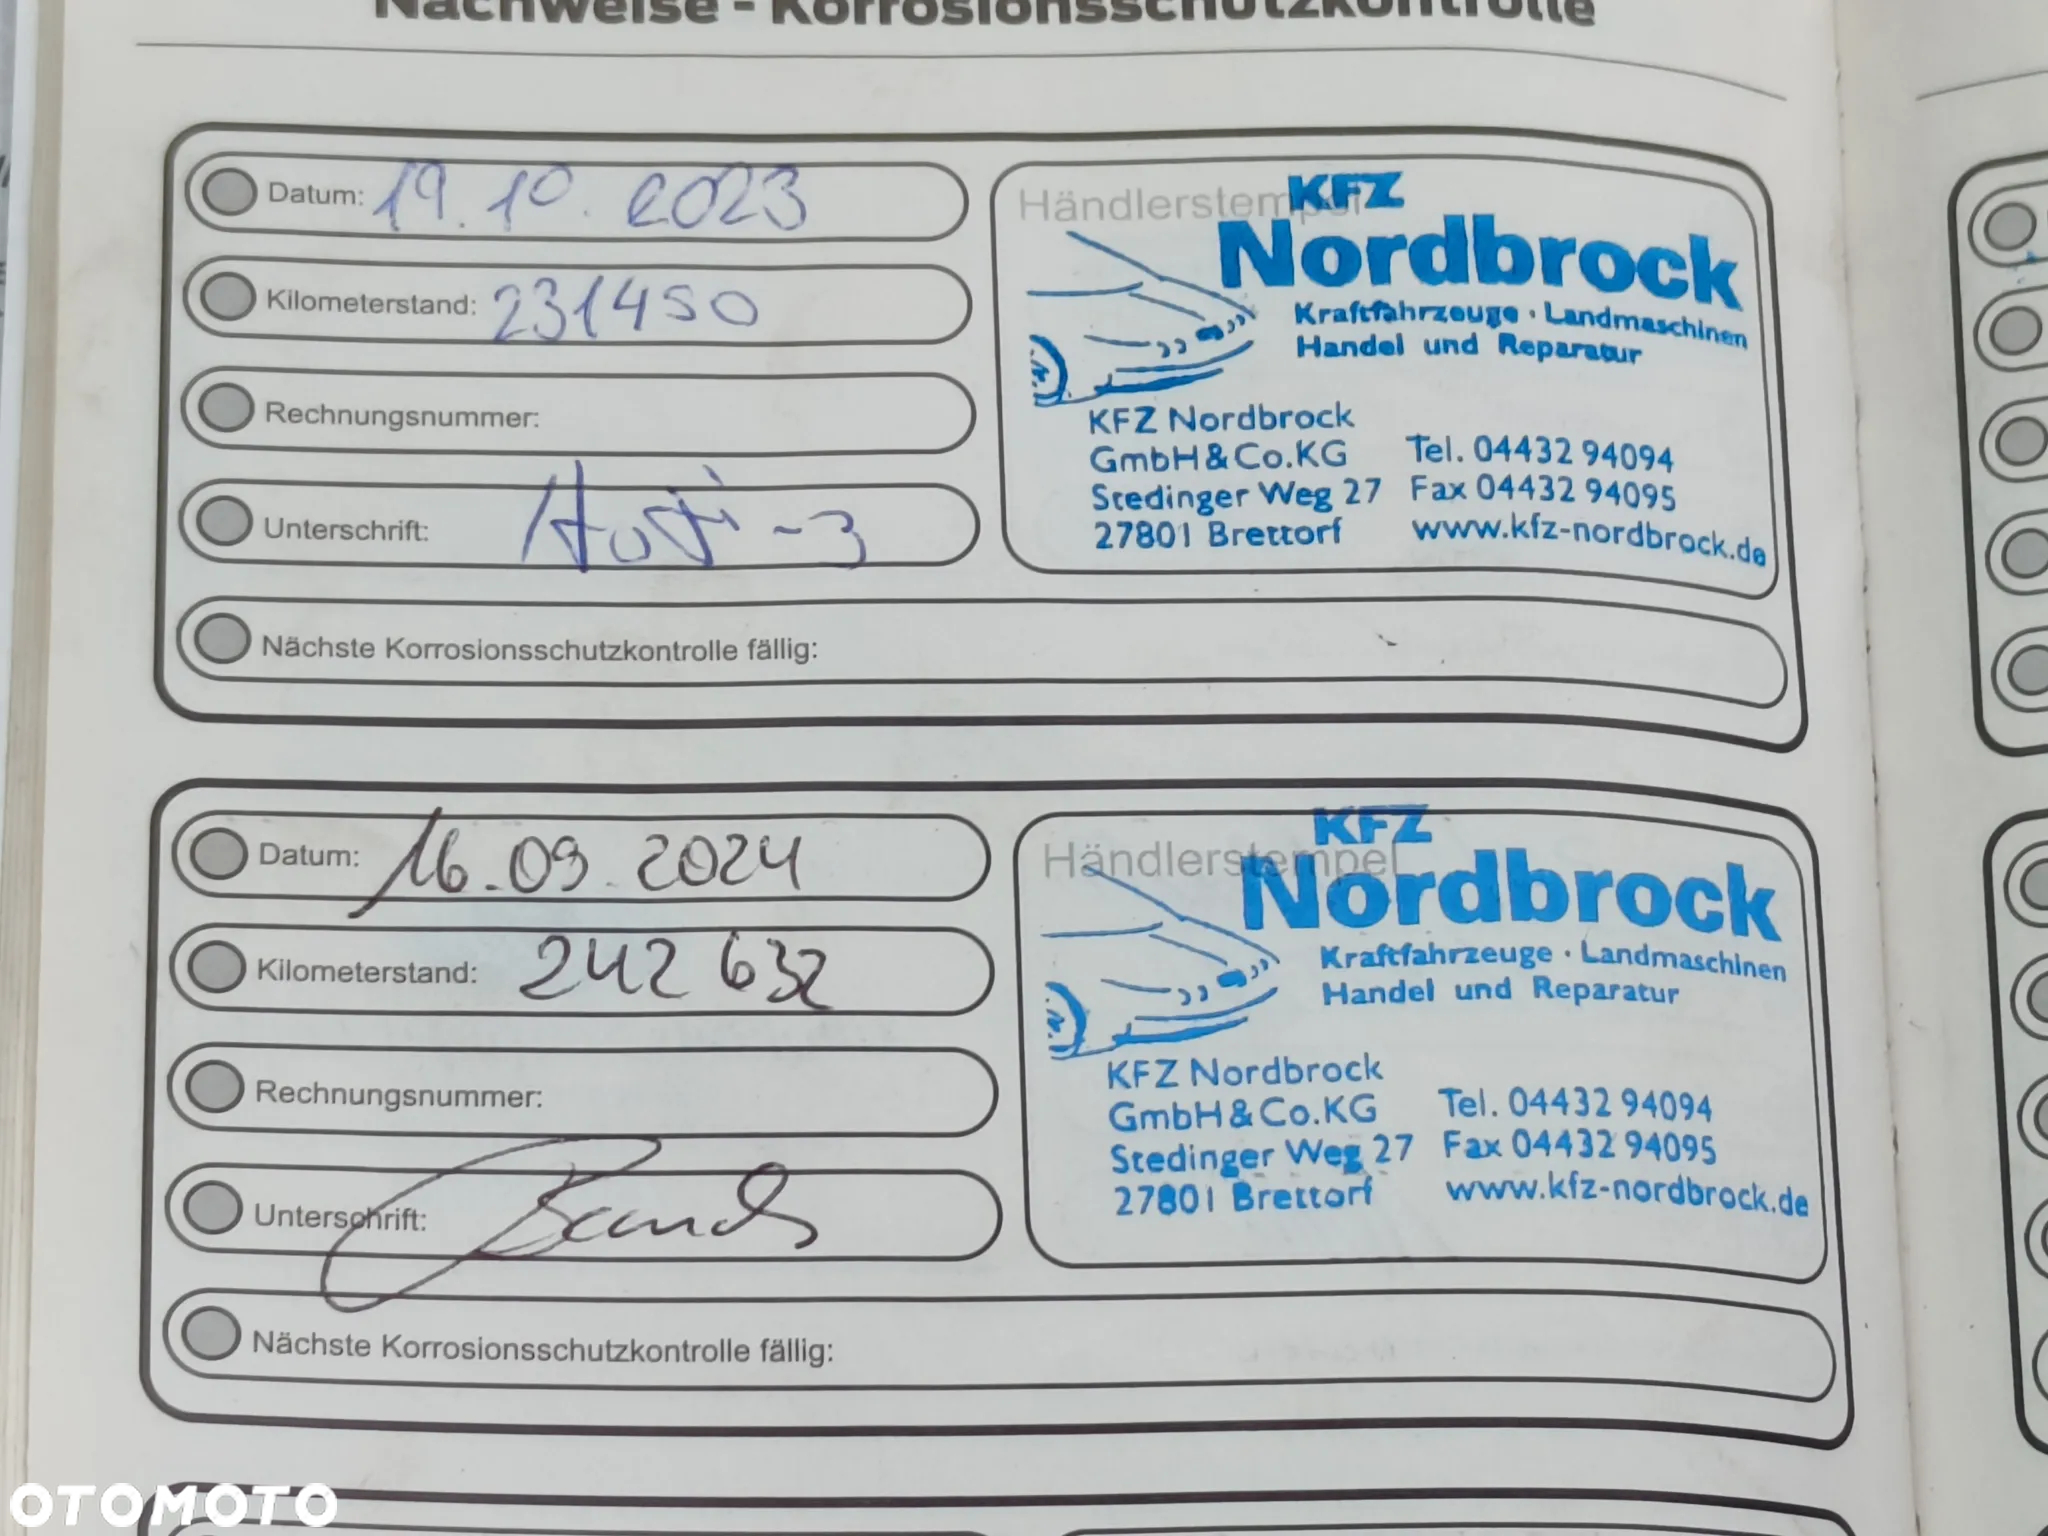 Nachweise - Korrosionsschutzkontrolle
Datum: 19.10.2023
Kilometerstand: 231450
Rechnungsnummer:
Unterschrift:
Nächste Korrosionsschutzkontrolle fällig:
Händlerstempel
KFZ
Nordbrock
Kraftfahrzeuge · Landmaschinen
Handel und Reparatur
KFZ Nordbrock
GmbH & Co.KG Tel. 04432 94094
Stedinger Weg 27 Fax 04432 94095
27801 Brettorf www.kfz-nordbrock.de
Datum: 16.09.2024
Kilometerstand: 242 632
Rechnungsnummer:
Unterschrift:
Nächste Korrosionsschutzkontrolle fällig:
Händlerstempel
KFZ
Nordbrock
Kraftfahrzeuge · Landmaschinen
Handel und Reparatur
KFZ Nordbrock
GmbH & Co.KG Tel. 04432 94094
Stedinger Weg 27 Fax 04432 94095
27801 Brettorf www.kfz-nordbrock.de
OTOMOTO